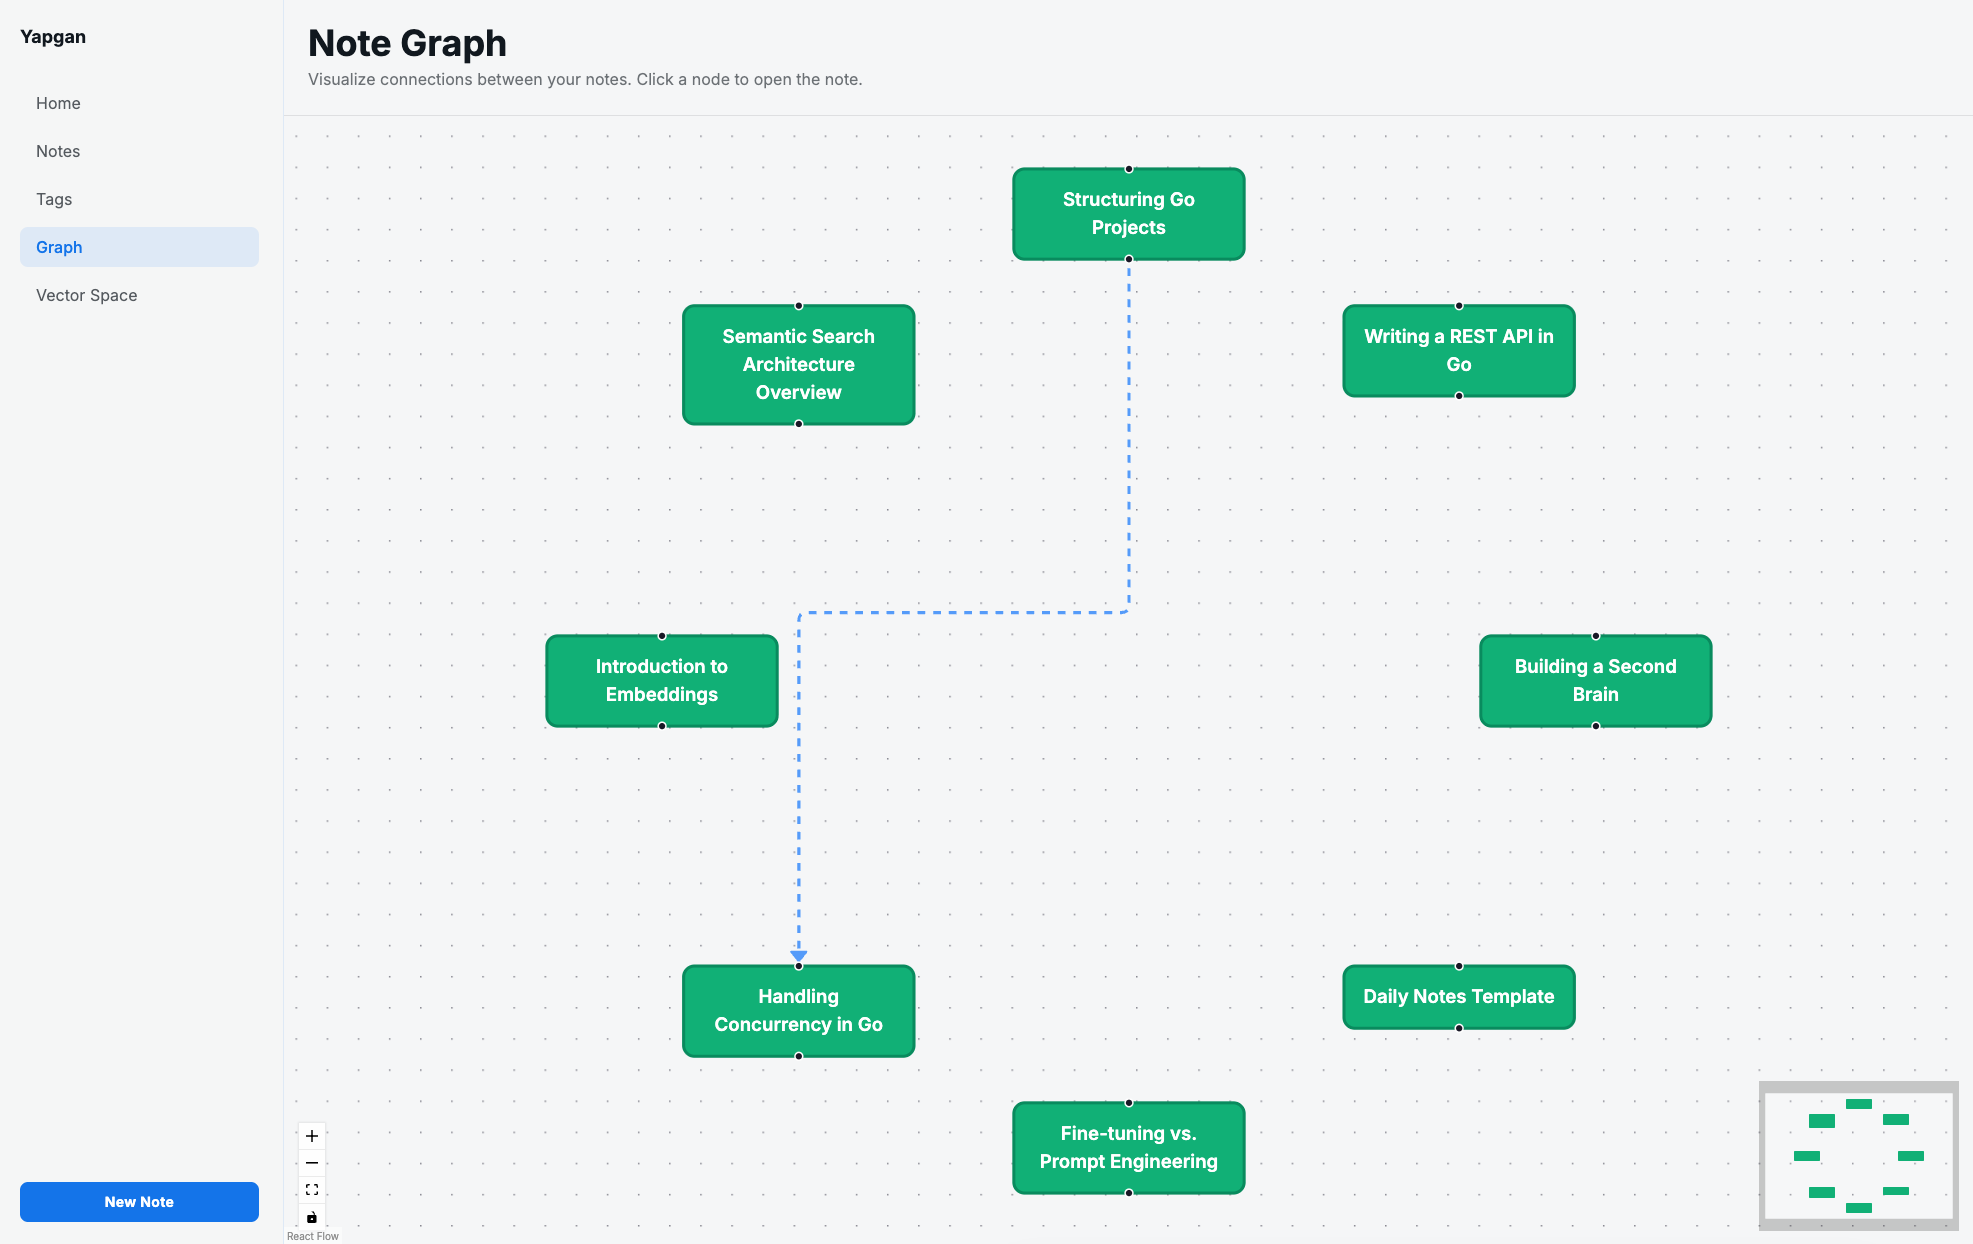 Yapgan
Home
Notes
Tags
Graph
Vector Space
New Note
Note Graph
Visualize connections between your notes. Click a node to open the note.
Structuring Go
Projects
Semantic Search
Architecture
Overview
Writing a REST API in
Go
Introduction to
Embeddings
Building a Second
Brain
Handling
Concurrency in Go
Daily Notes Template
Fine-tuning vs.
Prompt Engineering
React Flow